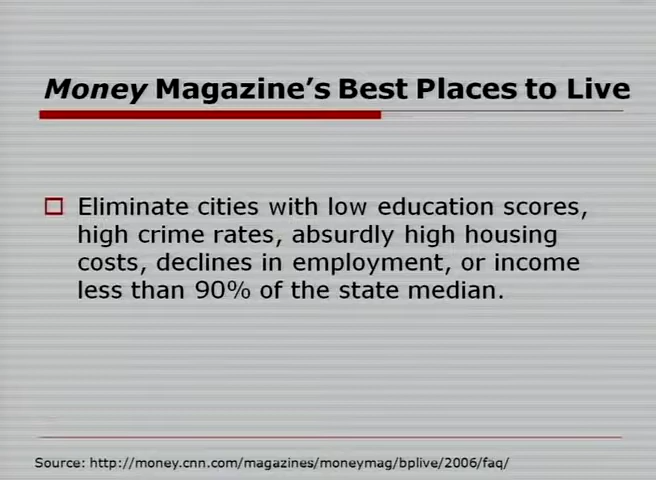 Money Magazine's Best Places to Live
Eliminate cities with low education scores,
high crime rates, absurdly high housing
costs, declines in employment, or income
less than 90% of the state median.
Source: http://money.cnn.com/magazines/moneymag/bplive/2006/faq/